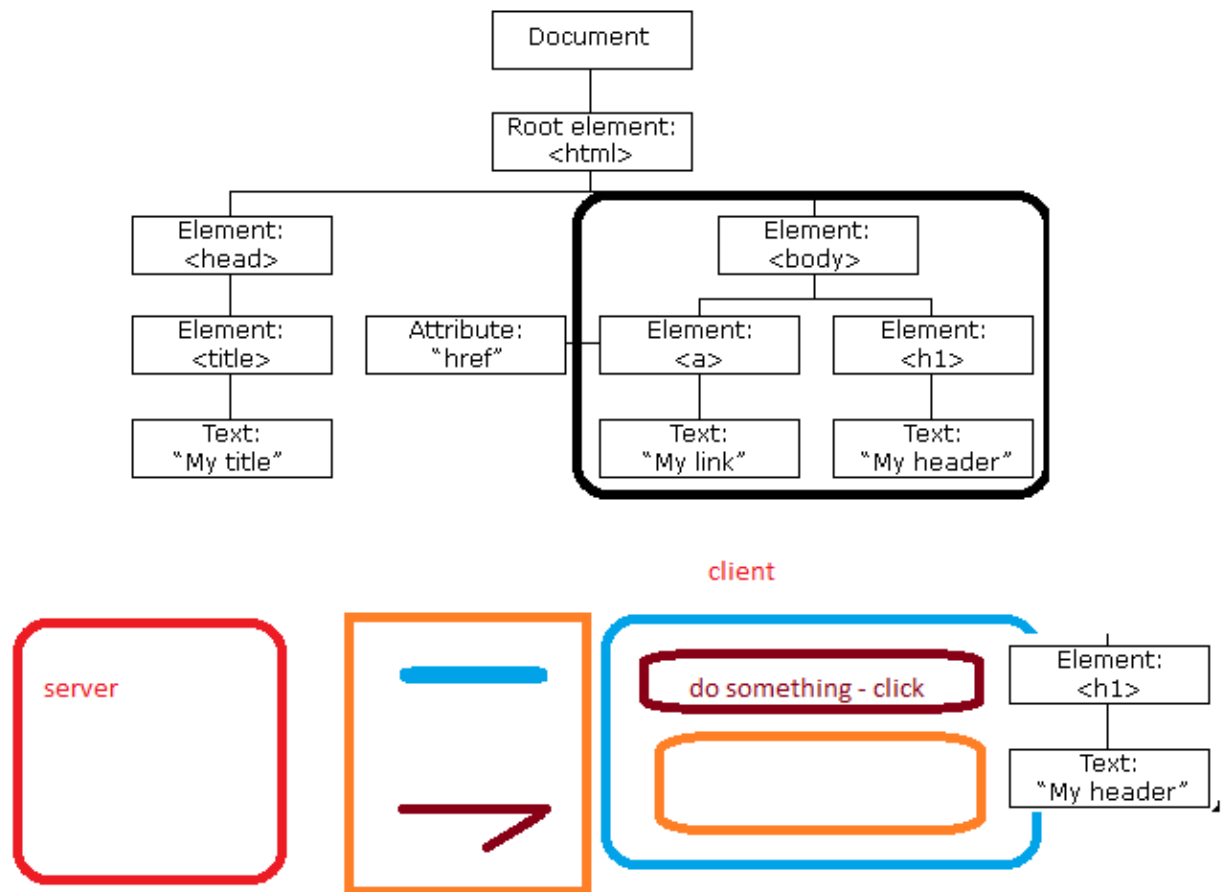 Document
Root element:
<html>
Element:
<head>
Element:
<body>
Element:
<title>
Attribute:
“href”
Element:
<a>
Element:
<h1>
Text:
“My title”
Text:
“My link”
Text:
“My header”
client
server
do something - click
Element:
<h1>
Text:
“My header”